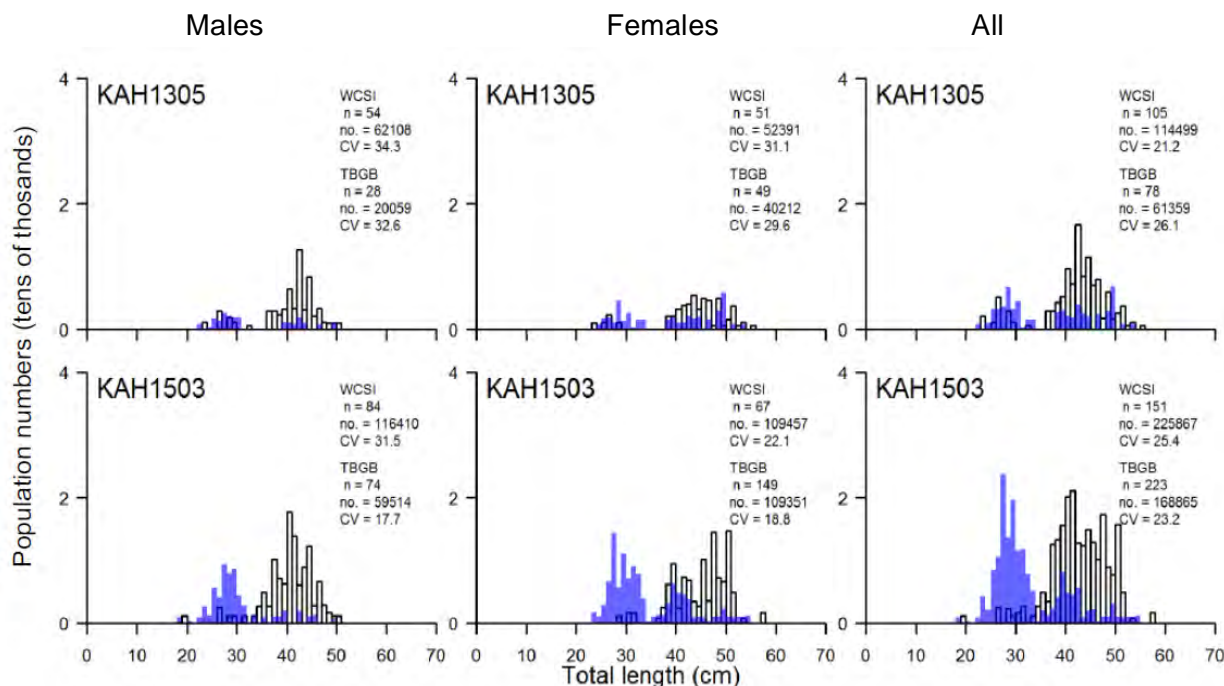 Males Females All
Population numbers (tens of thosands)
4
2
0
KAH1305
WCSI
n = 54
no. = 62108
CV = 34.3
TBGB
n = 28
no. = 20059
CV = 32.6
4
2
0
KAH1305
WCSI
n = 51
no. = 52391
CV = 31.1
TBGB
n = 49
no. = 40212
CV = 29.6
4
2
0
KAH1305
WCSI
n = 105
no. = 114499
CV = 21.2
TBGB
n = 78
no. = 61359
CV = 26.1
4
2
0
KAH1503
WCSI
n = 84
no. = 116410
CV = 31.5
TBGB
n = 74
no. = 59514
CV = 17.7
0 10 20 30 40 50 60 70
4
2
0
KAH1503
WCSI
n = 67
no. = 109457
CV = 22.1
TBGB
n = 149
no. = 109351
CV = 18.8
0 10 20 30 40 50 60 70
4
2
0
KAH1503
WCSI
n = 151
no. = 225867
CV = 25.4
TBGB
n = 223
no. = 168865
CV = 23.2
0 10 20 30 40 50 60 70
Total length (cm)